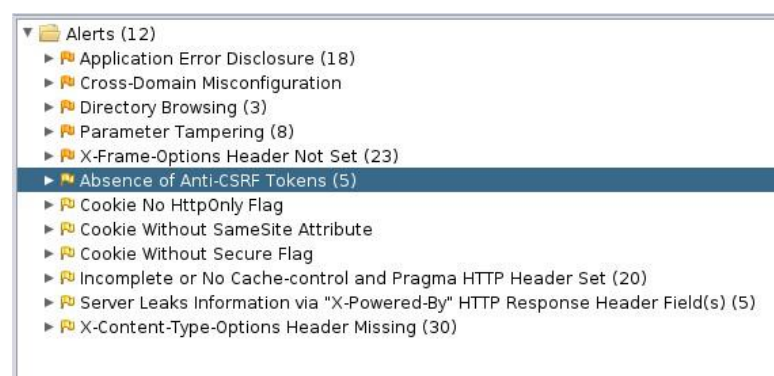 Alerts (12)
Application Error Disclosure (18)
Cross-Domain Misconfiguration
Directory Browsing (3)
Parameter Tampering (8)
X-Frame-Options Header Not Set (23)
Absence of Anti-CSRF Tokens (5)
Cookie No HttpOnly Flag
Cookie Without SameSite Attribute
Cookie Without Secure Flag
Incomplete or No Cache-control and Pragma HTTP Header Set (20)
Server Leaks Information via "X-Powered-By" HTTP Response Header Field(s) (5)
X-Content-Type-Options Header Missing (30)